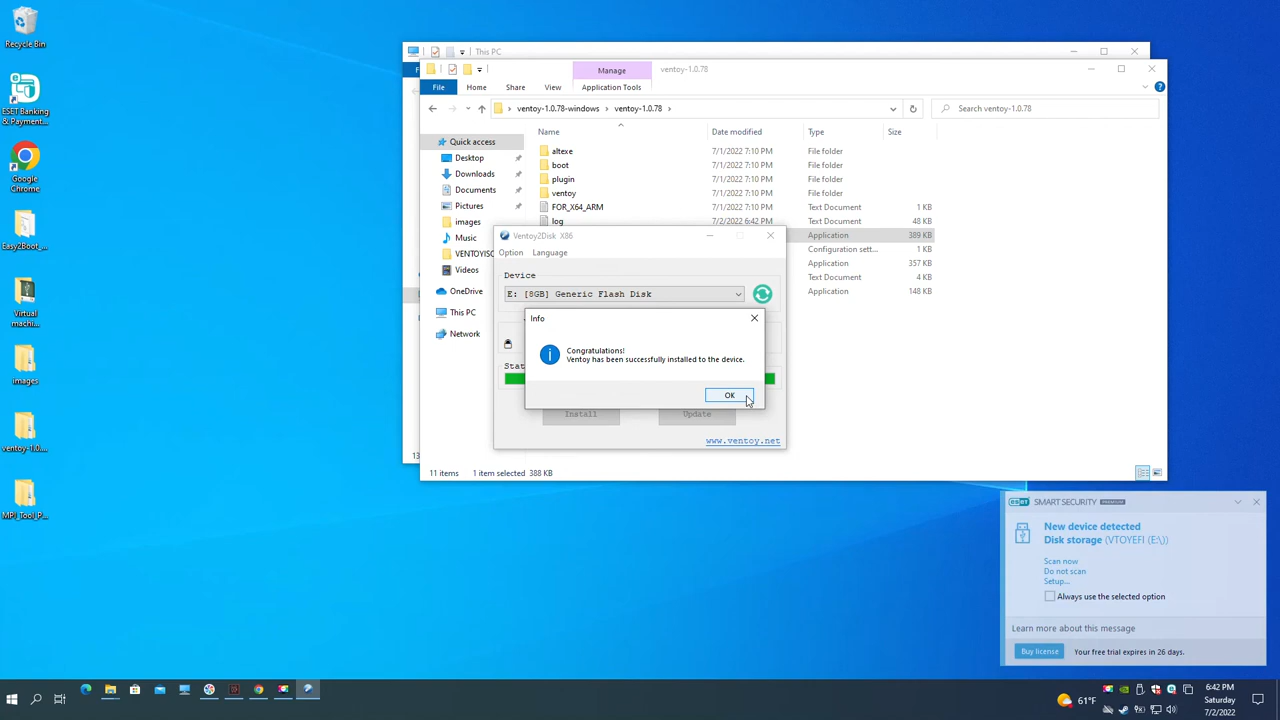 Recycle Bin
ESET Banking
& Payment...
Google
Chrome
Easy2Boot_...
Virtual
machi...
images
ventoy-1.0....
MPI_Tool_P...
This PC
Manage
ventoy-1.0.78
File
Home
Share
View
Application Tools
ventoy-1.0.78-windows
ventoy-1.0.78
Search ventoy-1.0.78
Name
Date modified
Type
Size
Quick access
Desktop
Downloads
Documents
Pictures
images
Music
VENTOYISO
Videos
OneDrive
This PC
Network
altexe 7/1/2022 7:10 PM File folder
boot 7/1/2022 7:10 PM File folder
plugin 7/1/2022 7:10 PM File folder
ventoy 7/1/2022 7:10 PM File folder
FOR_X64_ARM 7/1/2022 7:10 PM Text Document 1 KB
log 7/2/2022 6:42 PM Text Document 48 KB
Application 389 KB
Configuration sett... 1 KB
Application 357 KB
Text Document 4 KB
Application 148 KB
Ventoy2Disk X86
Option Language
Device
E: [8GB] Generic Flash Disk
Info
Congratulations!
Ventoy has been successfully installed to the device.
OK
Stat
Install
Update
www.ventoy.net
13
11 items 1 item selected 388 KB
eset SMART SECURITY PREMIUM
New device detected
Disk storage (VTOYEFI (E:\))
Scan now
Do not scan
Setup...
Always use the selected option
Learn more about this message
Buy license
Your free trial expires in 26 days.
61°F
6:42 PM
Saturday
7/2/2022